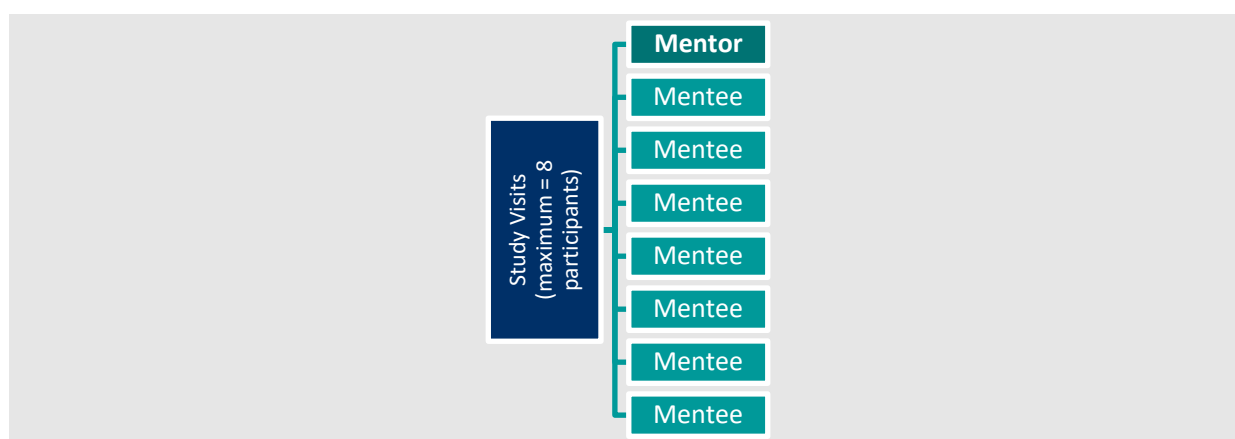 Study Visits
(maximum = 8
participants)
Mentor
Mentee
Mentee
Mentee
Mentee
Mentee
Mentee
Mentee